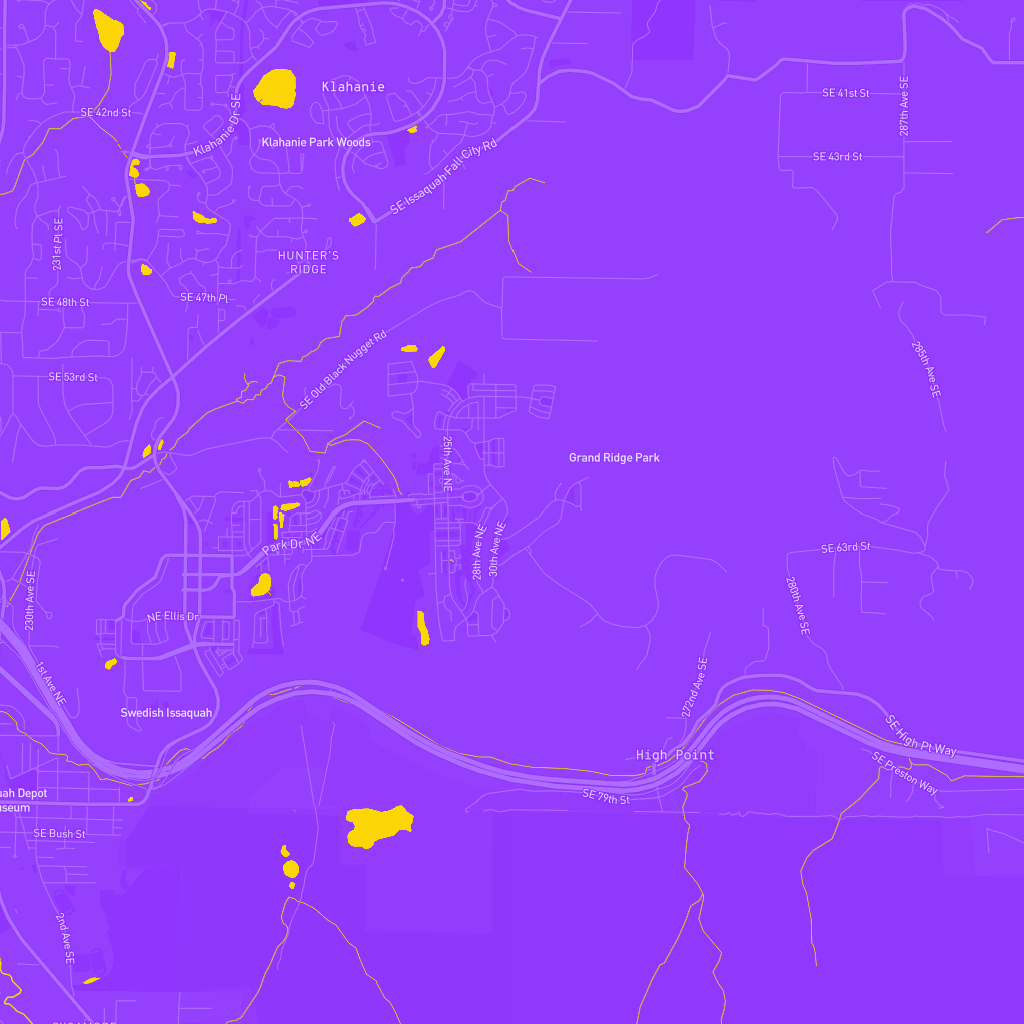 Klahanie
SE 42nd St
Klahanie Dr SE
Klahanie Park Woods
SE Issaquah Fall-City Rd
SE 41st St
287th Ave SE
SE 43rd St
231st Pl SE
HUNTER'S
RIDGE
SE 48th St
SE 47th Pl
SE Old Black Nugget Rd
SE 53rd St
285th Ave SE
25th Ave NE
Grand Ridge Park
Park Dr NE
28th Ave NE
30th Ave NE
SE 63rd St
230th Ave SE
280th Ave SE
NE Ellis Dr
1st Ave NE
Swedish Issaquah
272nd Ave SE
SE High Pt Way
High Point
SE Preston Way
SE 79th St
uah Depot
useum
SE Bush St
2nd Ave SE